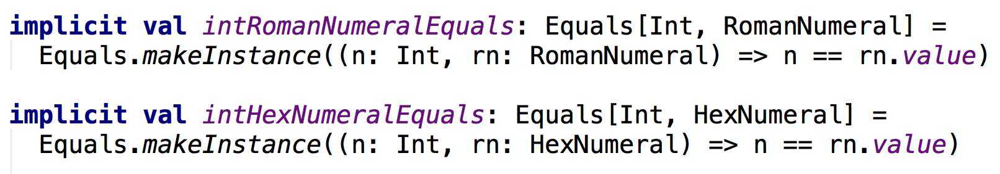 implicit val intRomanNumeralEquals: Equals[Int, RomanNumeral] =
  Equals.makeInstance((n: Int, rn: RomanNumeral) => n == rn.value)

implicit val intHexNumeralEquals: Equals[Int, HexNumeral] =
  Equals.makeInstance((n: Int, rn: HexNumeral) => n == rn.value)